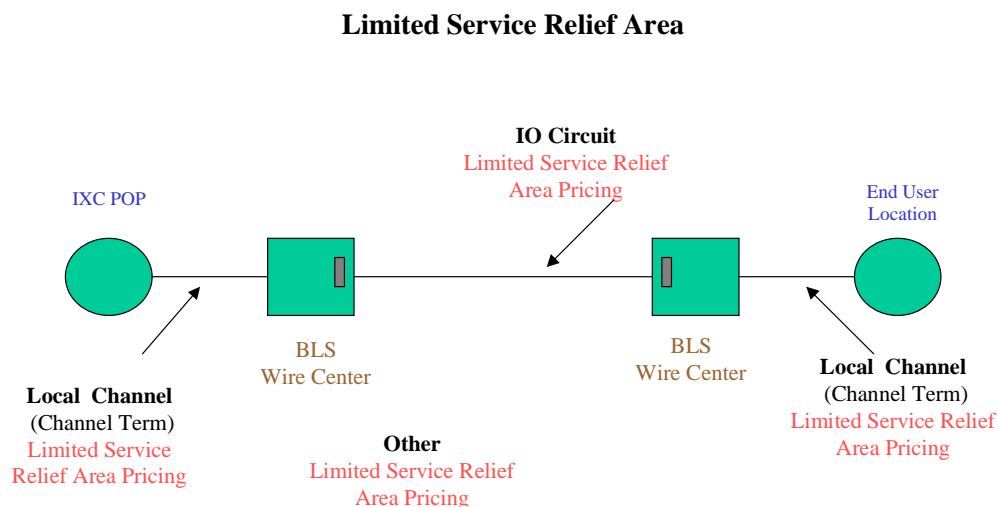 Limited Service Relief Area
IO Circuit
Limited Service Relief
Area Pricing
IXC POP
End User
Location
BLS
Wire Center
BLS
Wire Center
Local Channel
(Channel Term)
Limited Service
Relief Area Pricing
Local Channel
(Channel Term)
Limited Service Relief
Area Pricing
Other
Limited Service Relief
Area Pricing